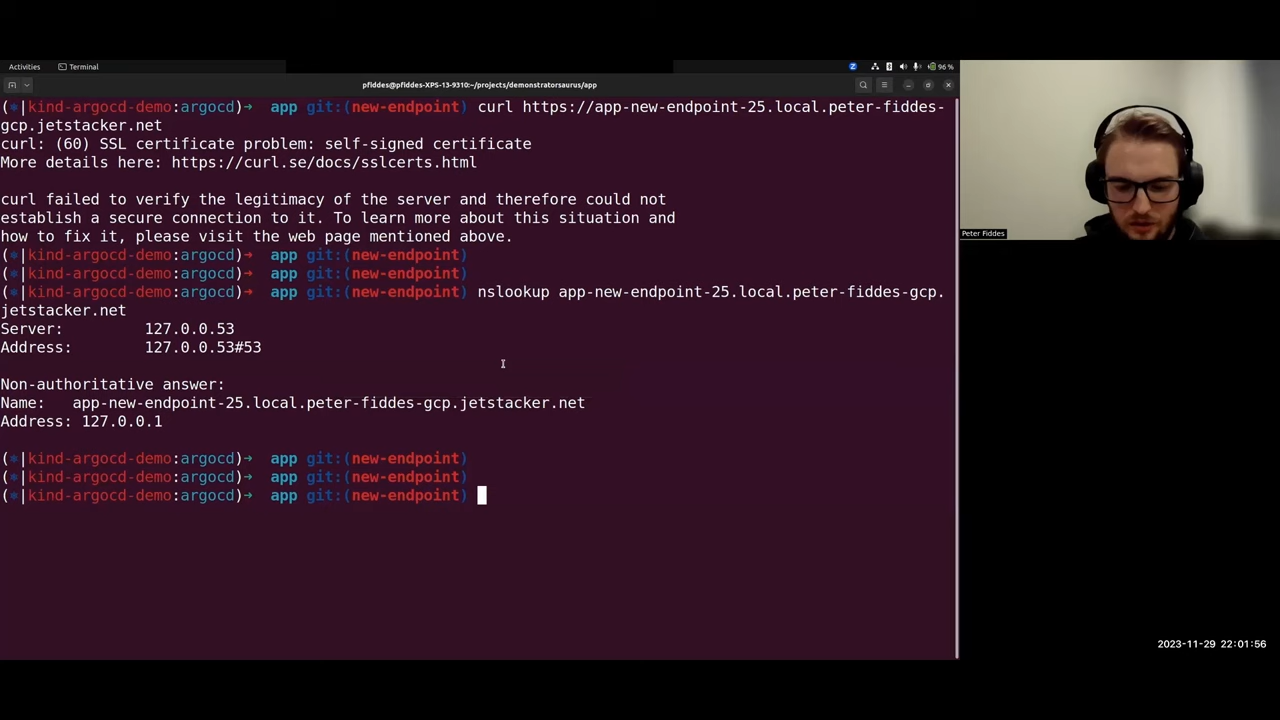 Activities Terminal 96 %
pfiddes@pfiddes-XPS-13-9310:~/projects/demonstratorsaurus/app
(*|kind-argocd-demo:argocd)→ app git:(new-endpoint) curl https://app-new-endpoint-25.local.peter-fiddes-
gcp.jetstacker.net
curl: (60) SSL certificate problem: self-signed certificate
More details here: https://curl.se/docs/sslcerts.html
curl failed to verify the legitimacy of the server and therefore could not
establish a secure connection to it. To learn more about this situation and
how to fix it, please visit the web page mentioned above.
(*|kind-argocd-demo:argocd)→ app git:(new-endpoint)
(*|kind-argocd-demo:argocd)→ app git:(new-endpoint)
(*|kind-argocd-demo:argocd)→ app git:(new-endpoint) nslookup app-new-endpoint-25.local.peter-fiddes-gcp.
jetstacker.net
Server: 127.0.0.53
Address: 127.0.0.53#53
Non-authoritative answer:
Name: app-new-endpoint-25.local.peter-fiddes-gcp.jetstacker.net
Address: 127.0.0.1
(*|kind-argocd-demo:argocd)→ app git:(new-endpoint)
(*|kind-argocd-demo:argocd)→ app git:(new-endpoint)
(*|kind-argocd-demo:argocd)→ app git:(new-endpoint)
Peter Fiddes
2023-11-29 22:01:56